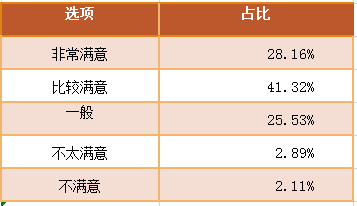 选项 占比
非常满意 28.16%
比较满意 41.32%
一般 25.53%
不太满意 2.89%
不满意 2.11%